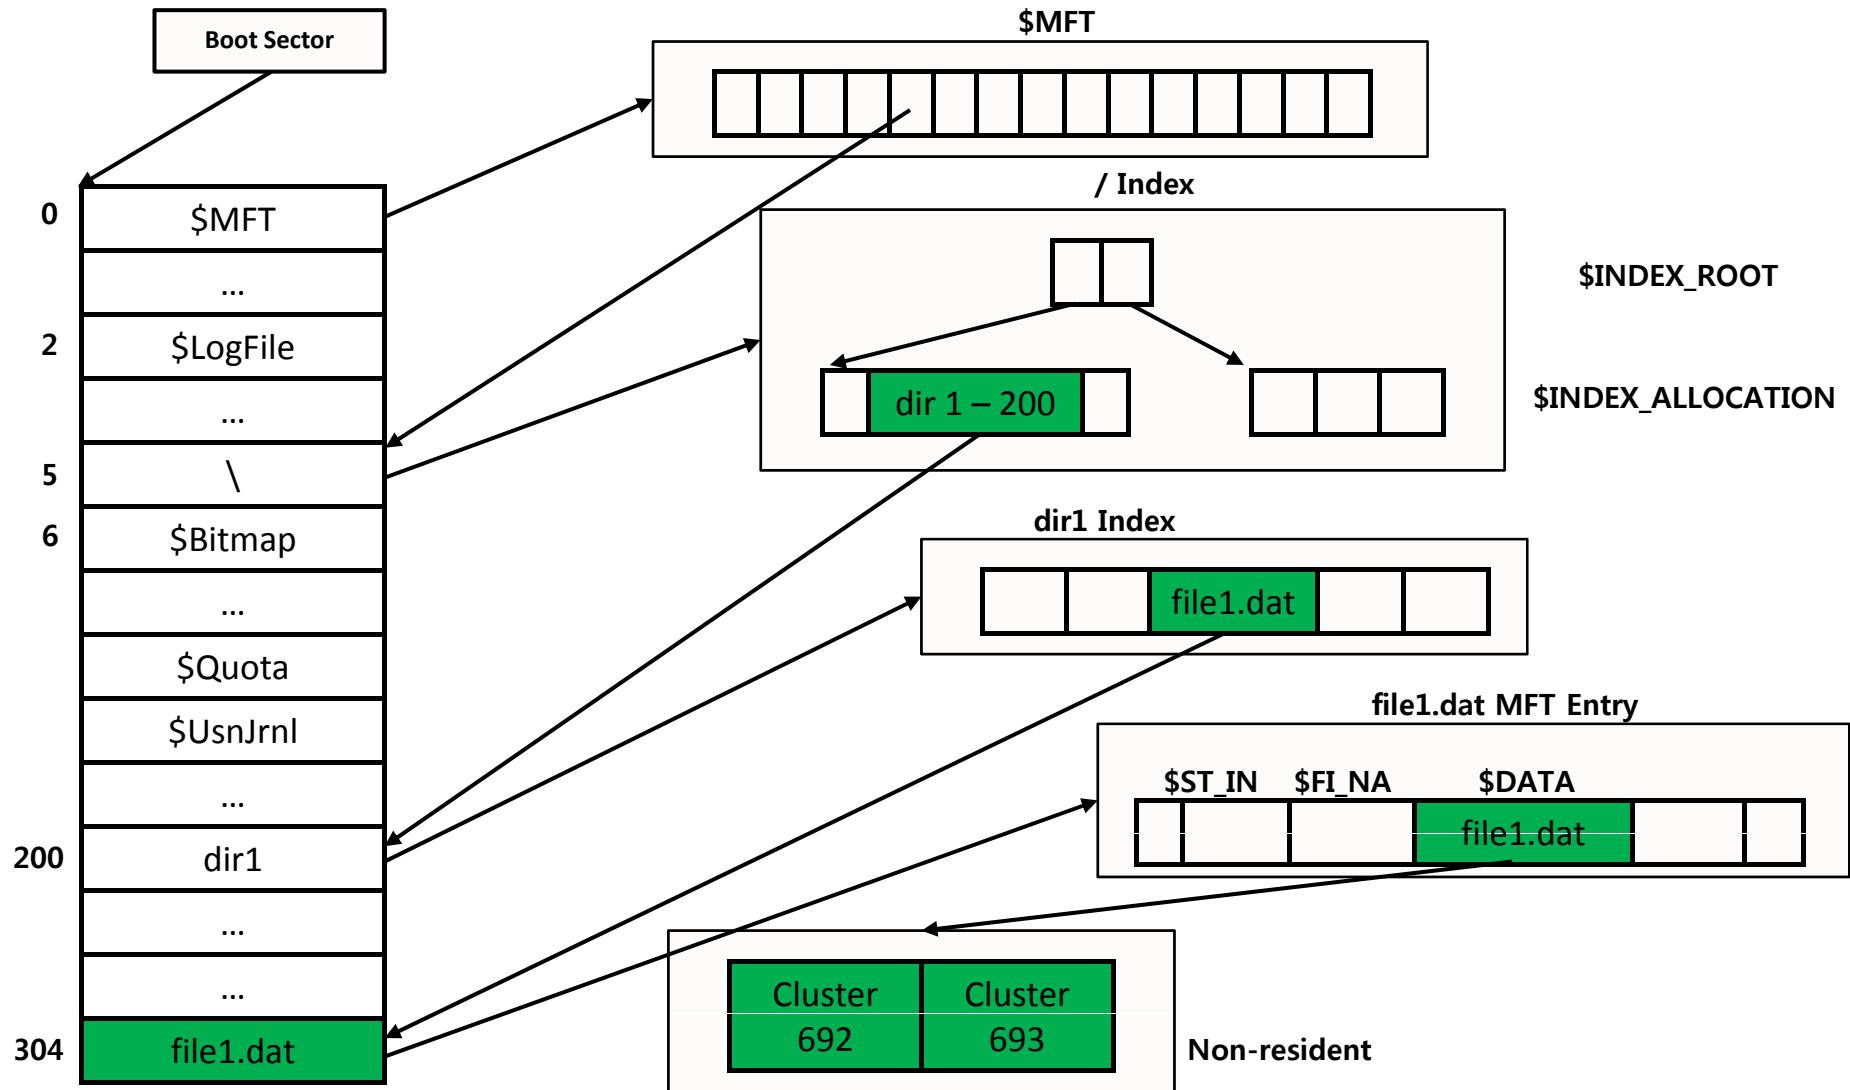 Boot Sector
$MFT
0
$MFT
...
2
$LogFile
...
5
\
6
$Bitmap
...
$Quota
$UsnJrnl
...
200
dir1
...
...
304
file1.dat
/ Index
$INDEX_ROOT
dir 1 – 200
$INDEX_ALLOCATION
dir1 Index
file1.dat
file1.dat MFT Entry
$ST_IN
$FI_NA
$DATA
file1.dat
Cluster
692
Cluster
693
Non-resident